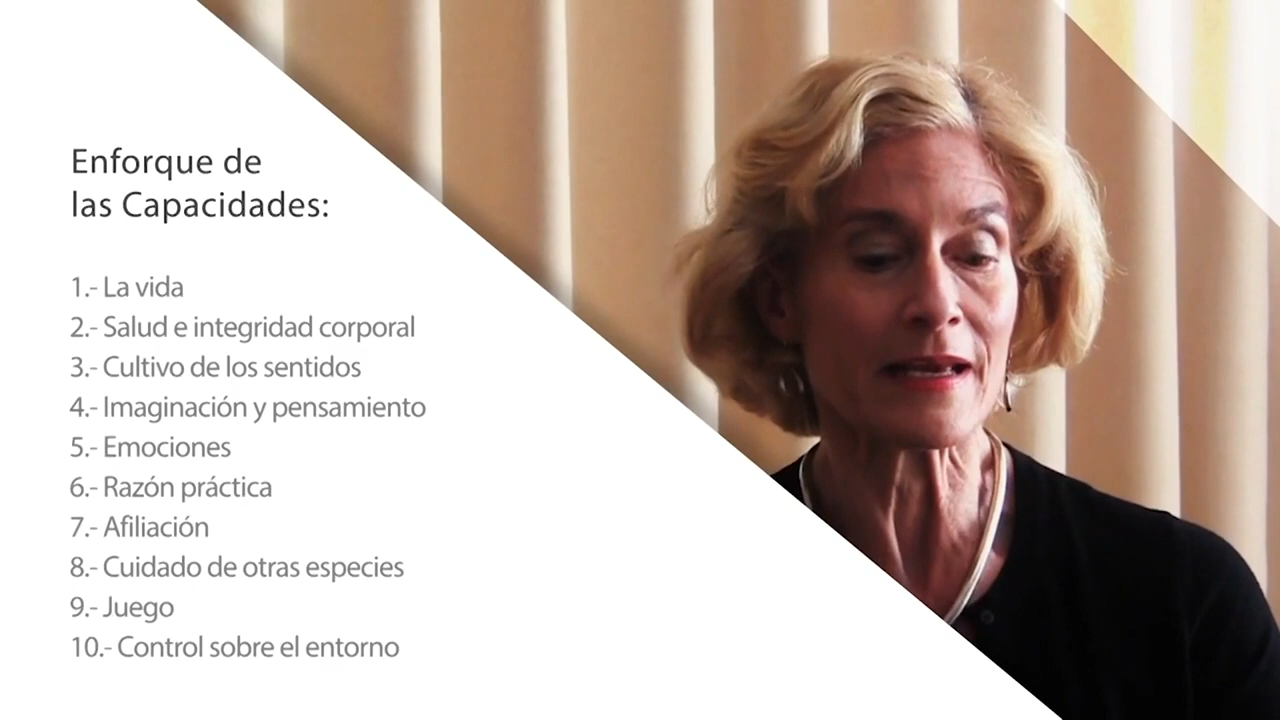 Enforque de
las Capacidades:
1.- La vida
2.- Salud e integridad corporal
3.- Cultivo de los sentidos
4.- Imaginación y pensamiento
5.- Emociones
6.- Razón práctica
7.- Afiliación
8.- Cuidado de otras especies
9.- Juego
10.- Control sobre el entorno